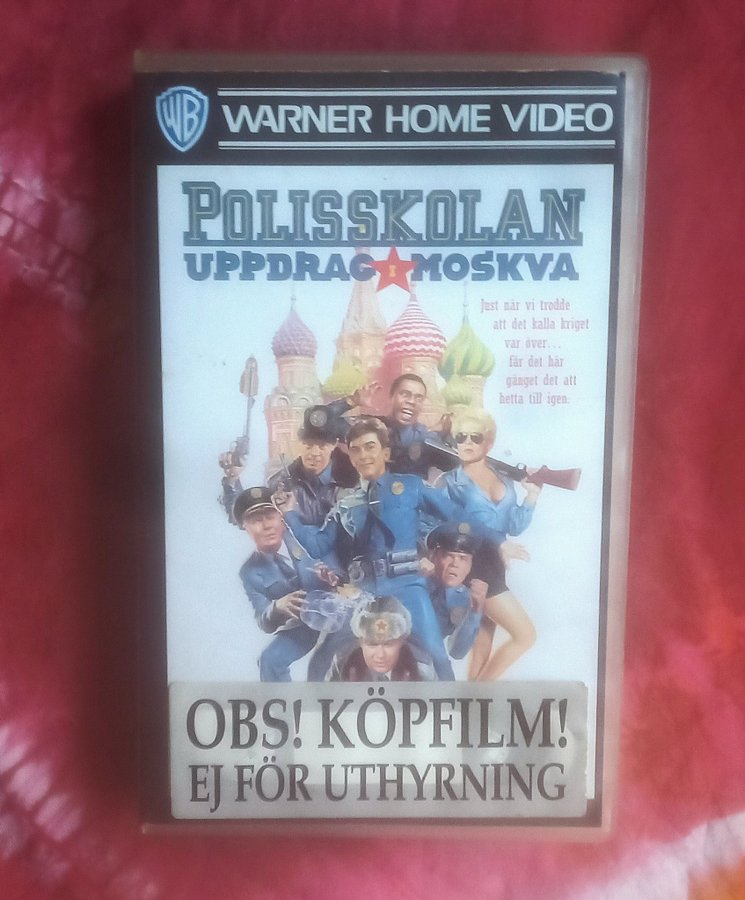 WB WARNER HOME VIDEO
POLISSKOLAN
UPPDRAG I MOSKVA
Just när vi trodde
att det kalla kriget
var över...
får det här
gänget det att
hetta till igen.
OBS! KÖPFILM!
EJ FÖR UTHYRNING